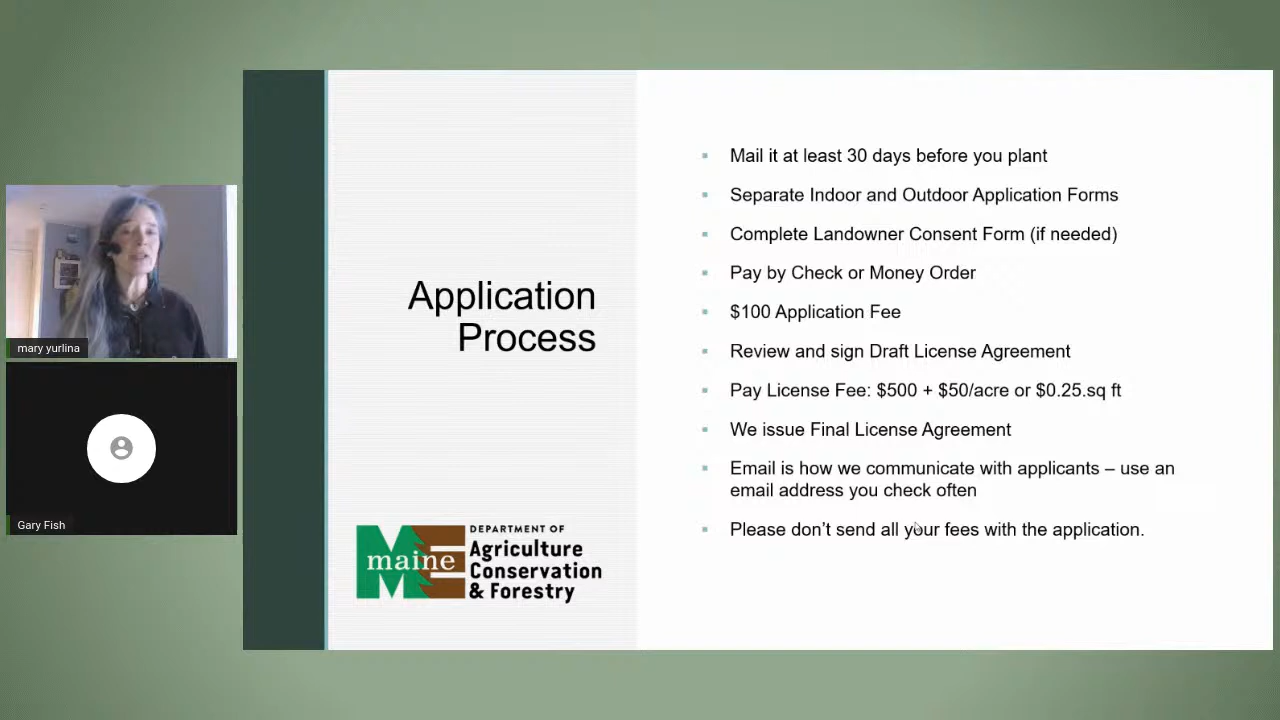 mary yurlina
Gary Fish
Application
Process
maine
DEPARTMENT OF
Agriculture
Conservation
& Forestry
Mail it at least 30 days before you plant
Separate Indoor and Outdoor Application Forms
Complete Landowner Consent Form (if needed)
Pay by Check or Money Order
$100 Application Fee
Review and sign Draft License Agreement
Pay License Fee: $500 + $50/acre or $0.25.sq ft
We issue Final License Agreement
Email is how we communicate with applicants – use an
email address you check often
Please don’t send all your fees with the application.